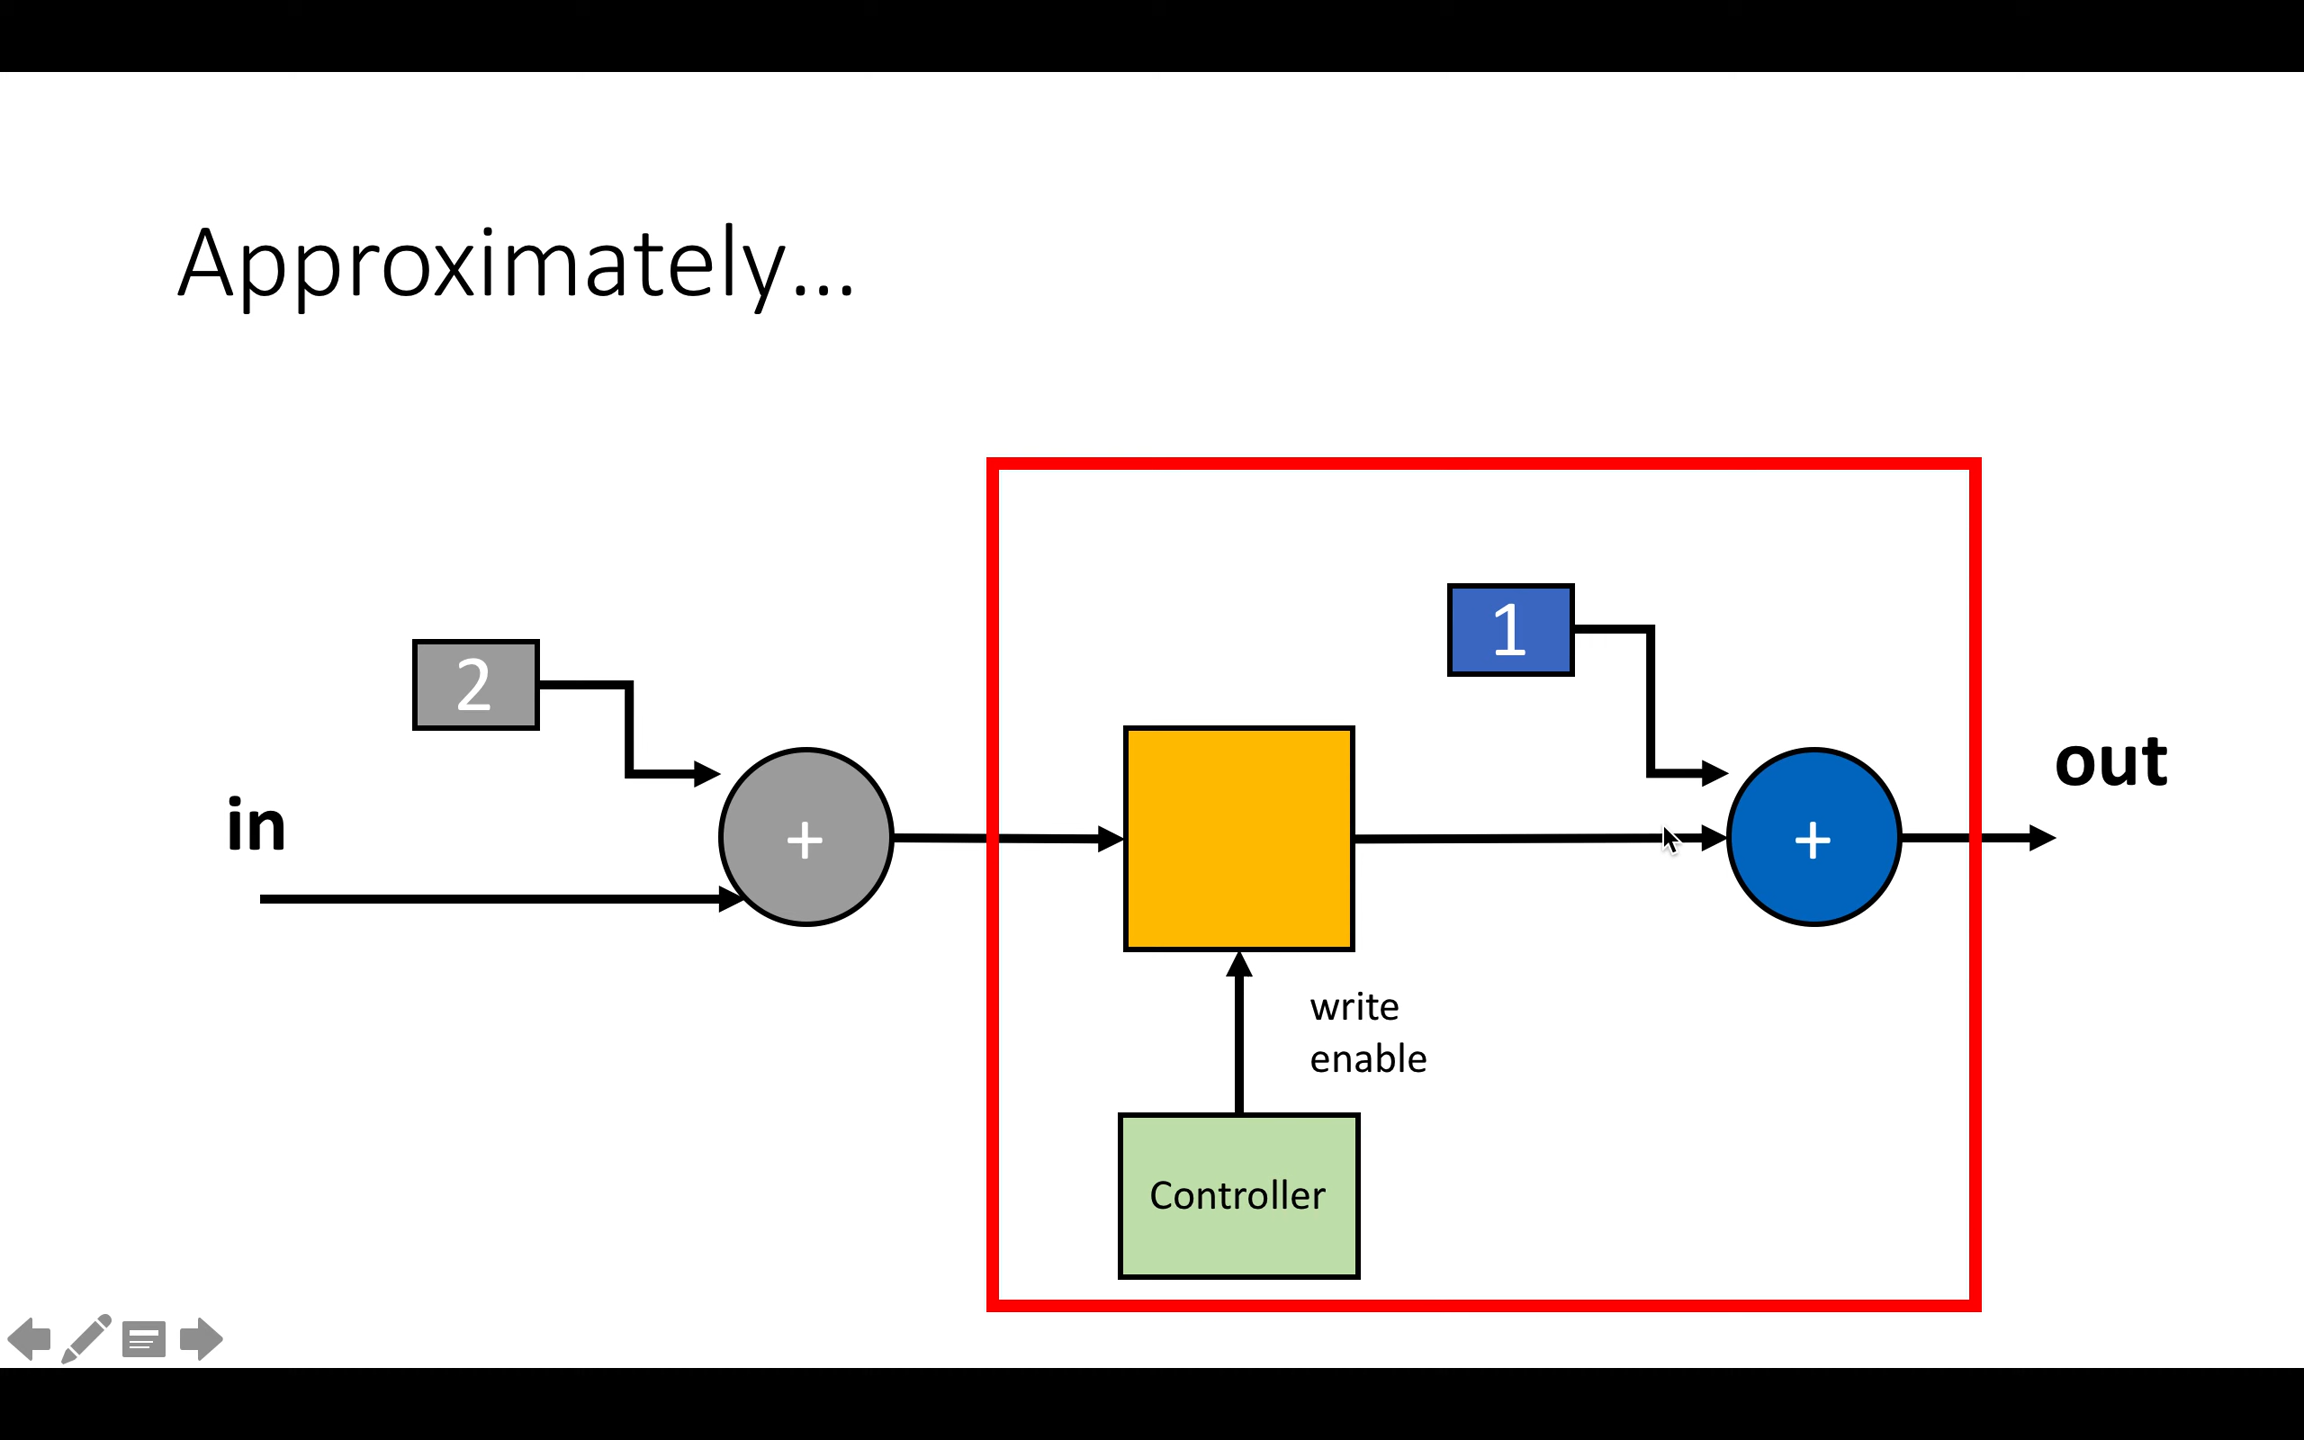 Approximately...
1
2
in
out
+
+
write
enable
Controller